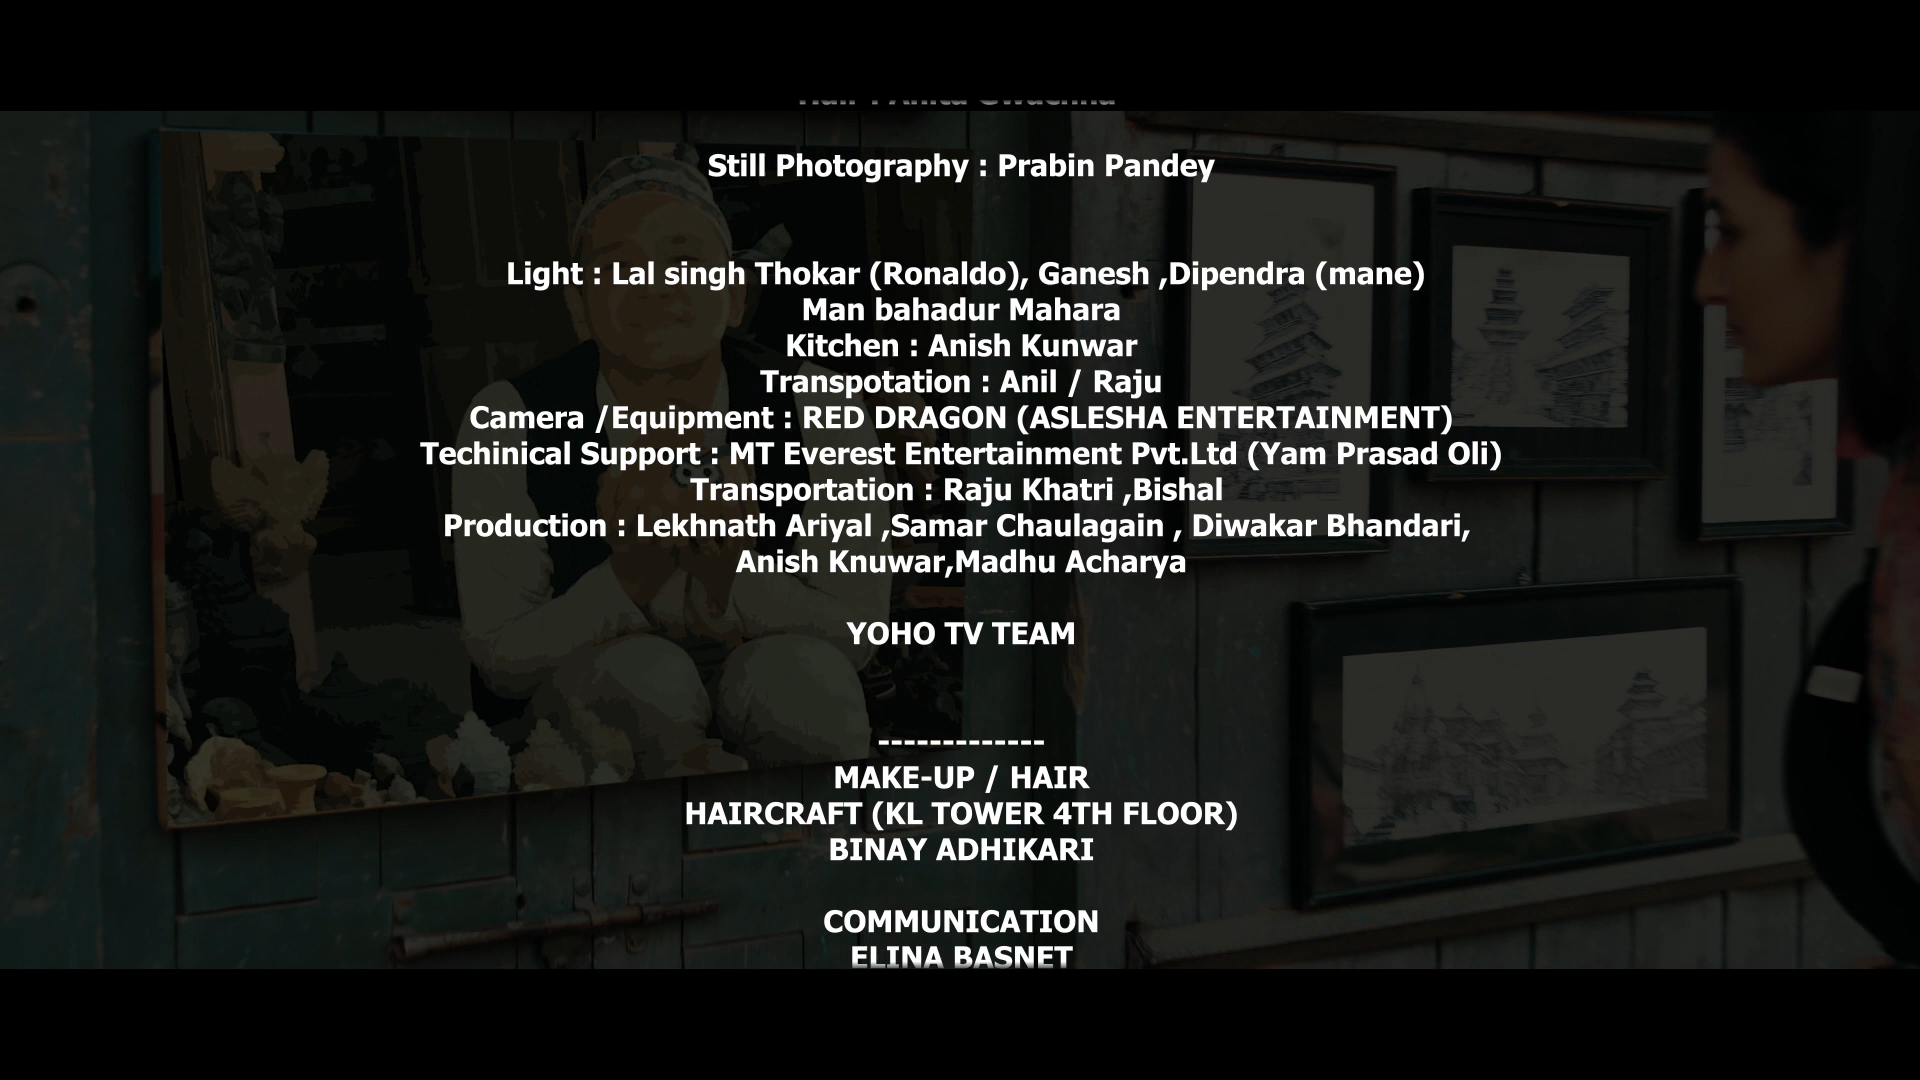 Still Photography : Prabin Pandey
Light : Lal singh Thokar (Ronaldo), Ganesh ,Dipendra (mane)
Man bahadur Mahara
Kitchen : Anish Kunwar
Transpotation : Anil / Raju
Camera /Equipment : RED DRAGON (ASLESHA ENTERTAINMENT)
Techinical Support : MT Everest Entertainment Pvt.Ltd (Yam Prasad Oli)
Transportation : Raju Khatri ,Bishal
Production : Lekhnath Ariyal ,Samar Chaulagain , Diwakar Bhandari,
Anish Knuwar,Madhu Acharya
YOHO TV TEAM
-------------
MAKE-UP / HAIR
HAIRCRAFT (KL TOWER 4TH FLOOR)
BINAY ADHIKARI
COMMUNICATION
ELINA BASNET